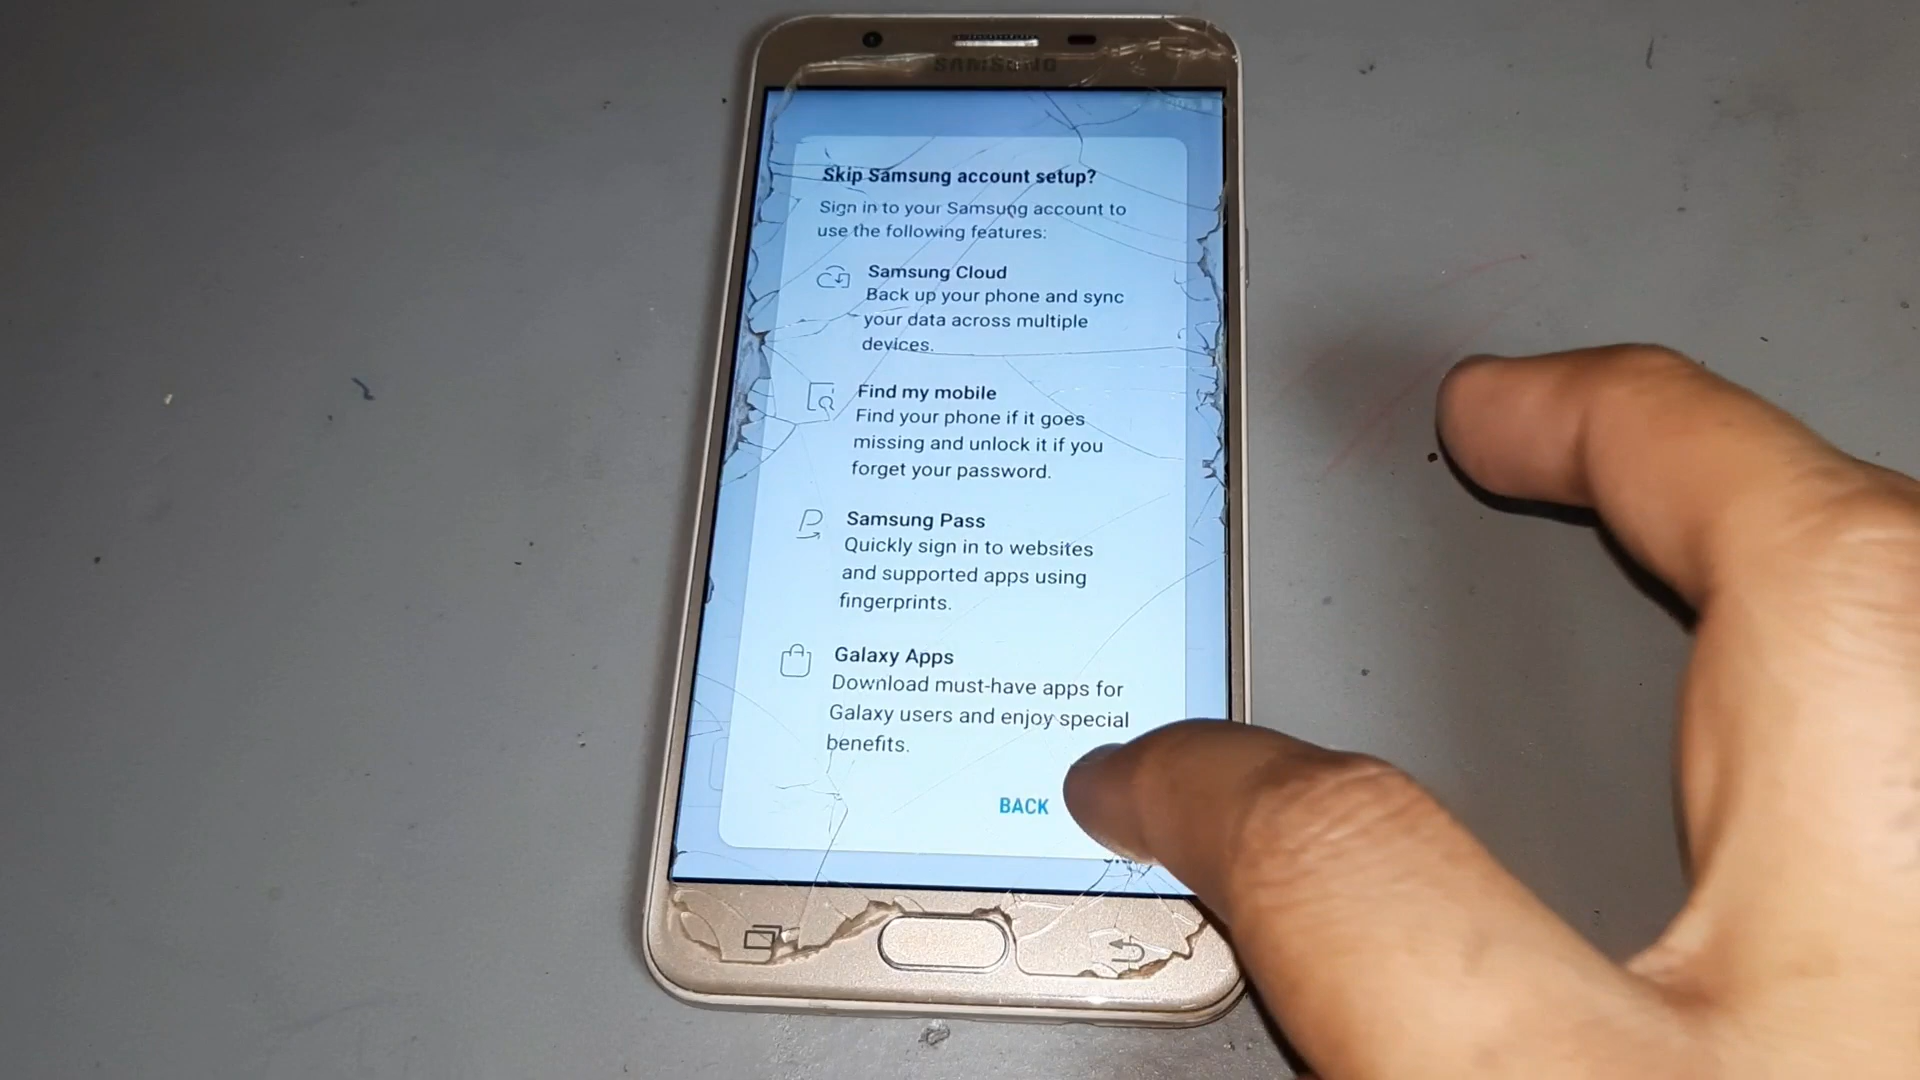 SAMSUNG
Skip Samsung account setup?
Sign in to your Samsung account to
use the following features:
Samsung Cloud
Back up your phone and sync
your data across multiple
devices.
Find my mobile
Find your phone if it goes
missing and unlock it if you
forget your password.
Samsung Pass
Quickly sign in to websites
and supported apps using
fingerprints.
Galaxy Apps
Download must-have apps for
Galaxy users and enjoy special
benefits.
BACK